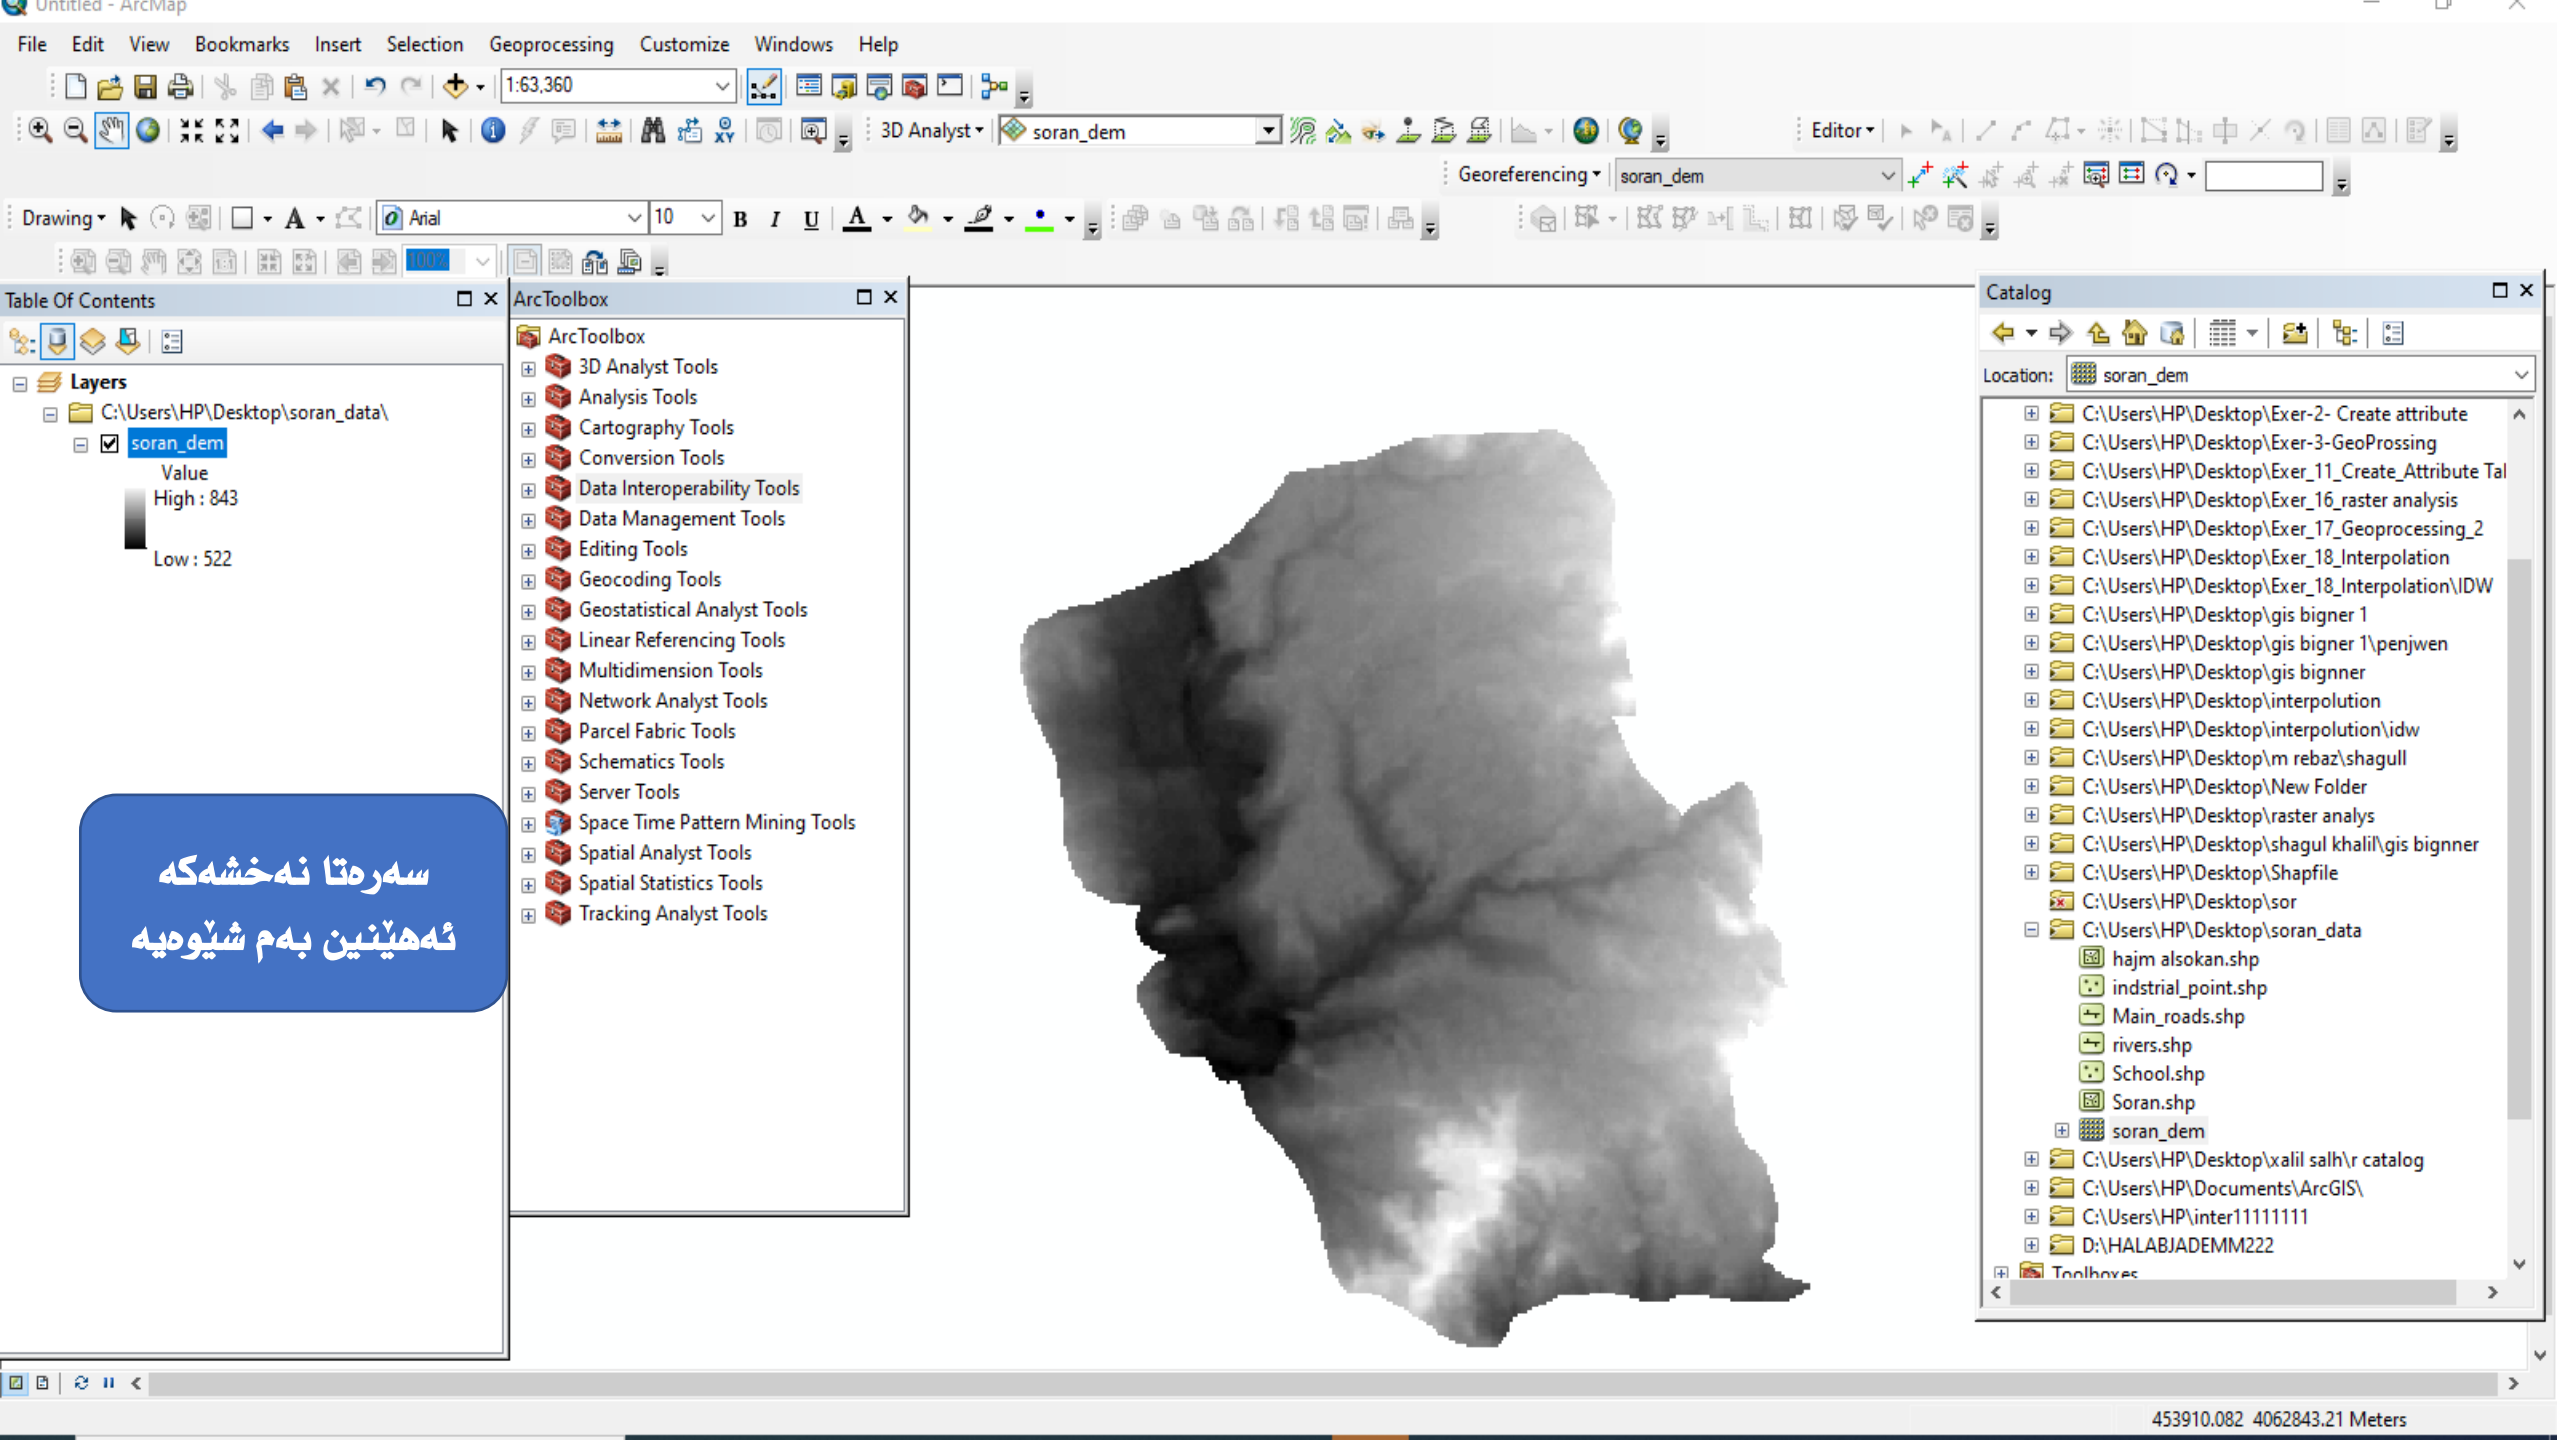 Untitled - ArcMap
File Edit View Bookmarks Insert Selection Geoprocessing Customize Windows Help
1:63,360
3D Analyst soran_dem Editor
Georeferencing soran_dem
Drawing Arial 10 B I U A
100%
Table Of Contents
Layers
C:\Users\HP\Desktop\soran_data\
soran_dem
Value
High : 843
Low : 522
سەرەتا نەخشەکە
ئەهێنین بەم شێوەیە
ArcToolbox
ArcToolbox
3D Analyst Tools
Analysis Tools
Cartography Tools
Conversion Tools
Data Interoperability Tools
Data Management Tools
Editing Tools
Geocoding Tools
Geostatistical Analyst Tools
Linear Referencing Tools
Multidimension Tools
Network Analyst Tools
Parcel Fabric Tools
Schematics Tools
Server Tools
Space Time Pattern Mining Tools
Spatial Analyst Tools
Spatial Statistics Tools
Tracking Analyst Tools
Catalog
Location: soran_dem
C:\Users\HP\Desktop\Exer-2- Create attribute
C:\Users\HP\Desktop\Exer-3-GeoProssing
C:\Users\HP\Desktop\Exer_11_Create_Attribute Tal
C:\Users\HP\Desktop\Exer_16_raster analysis
C:\Users\HP\Desktop\Exer_17_Geoprocessing_2
C:\Users\HP\Desktop\Exer_18_Interpolation
C:\Users\HP\Desktop\Exer_18_Interpolation\IDW
C:\Users\HP\Desktop\gis bigner 1
C:\Users\HP\Desktop\gis bigner 1\penjwen
C:\Users\HP\Desktop\gis bignner
C:\Users\HP\Desktop\interpolution
C:\Users\HP\Desktop\interpolution\idw
C:\Users\HP\Desktop\m rebaz\shagull
C:\Users\HP\Desktop\New Folder
C:\Users\HP\Desktop\raster analys
C:\Users\HP\Desktop\shagul khalil\gis bignner
C:\Users\HP\Desktop\Shapfile
C:\Users\HP\Desktop\sor
C:\Users\HP\Desktop\soran_data
hajm alsokan.shp
indstrial_point.shp
Main_roads.shp
rivers.shp
School.shp
Soran.shp
soran_dem
C:\Users\HP\Desktop\xalil salh\r catalog
C:\Users\HP\Documents\ArcGIS\
C:\Users\HP\inter11111111
D:\HALABJADEMM222
Toolboxes
453910.082 4062843.21 Meters